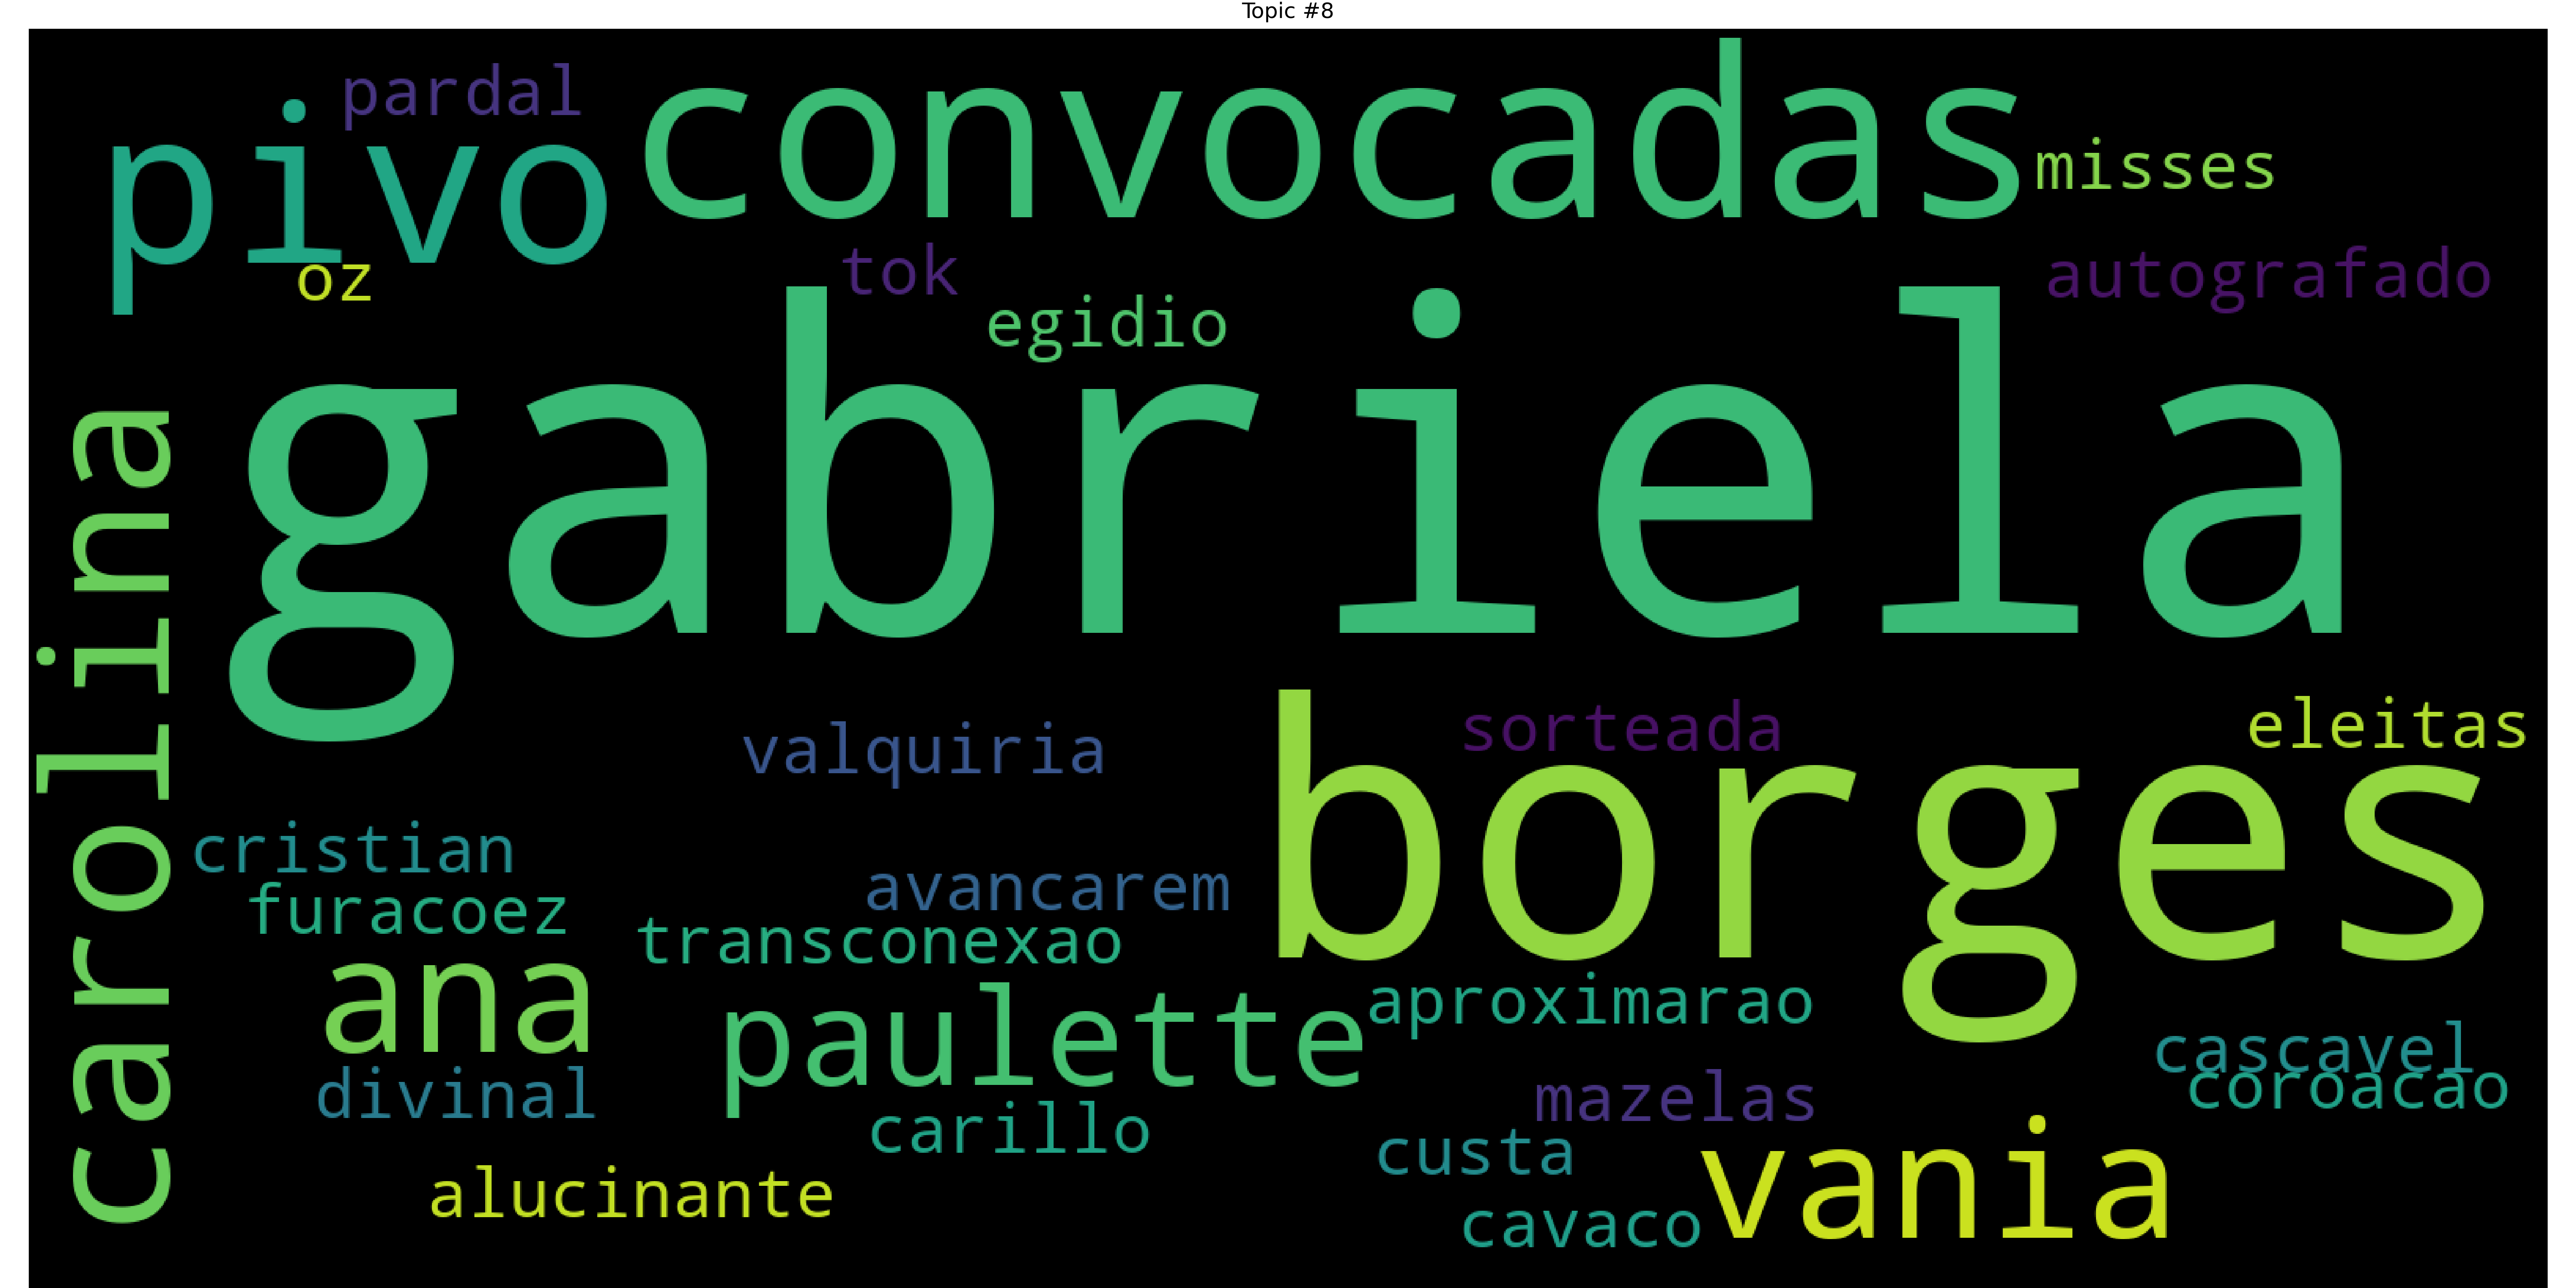 Topic #8
pardal
convocadas
pivo
misses
oz
tok
autografado
egidio
gabriela
carolina
valquiria
sorteada
eleitas
borges
cristian
avancarem
furacoez
transconexao
ana
paulette
aproximarao
cascavel
coroacao
divinal
mazelas
carillo
custa
vania
alucinante
cavaco